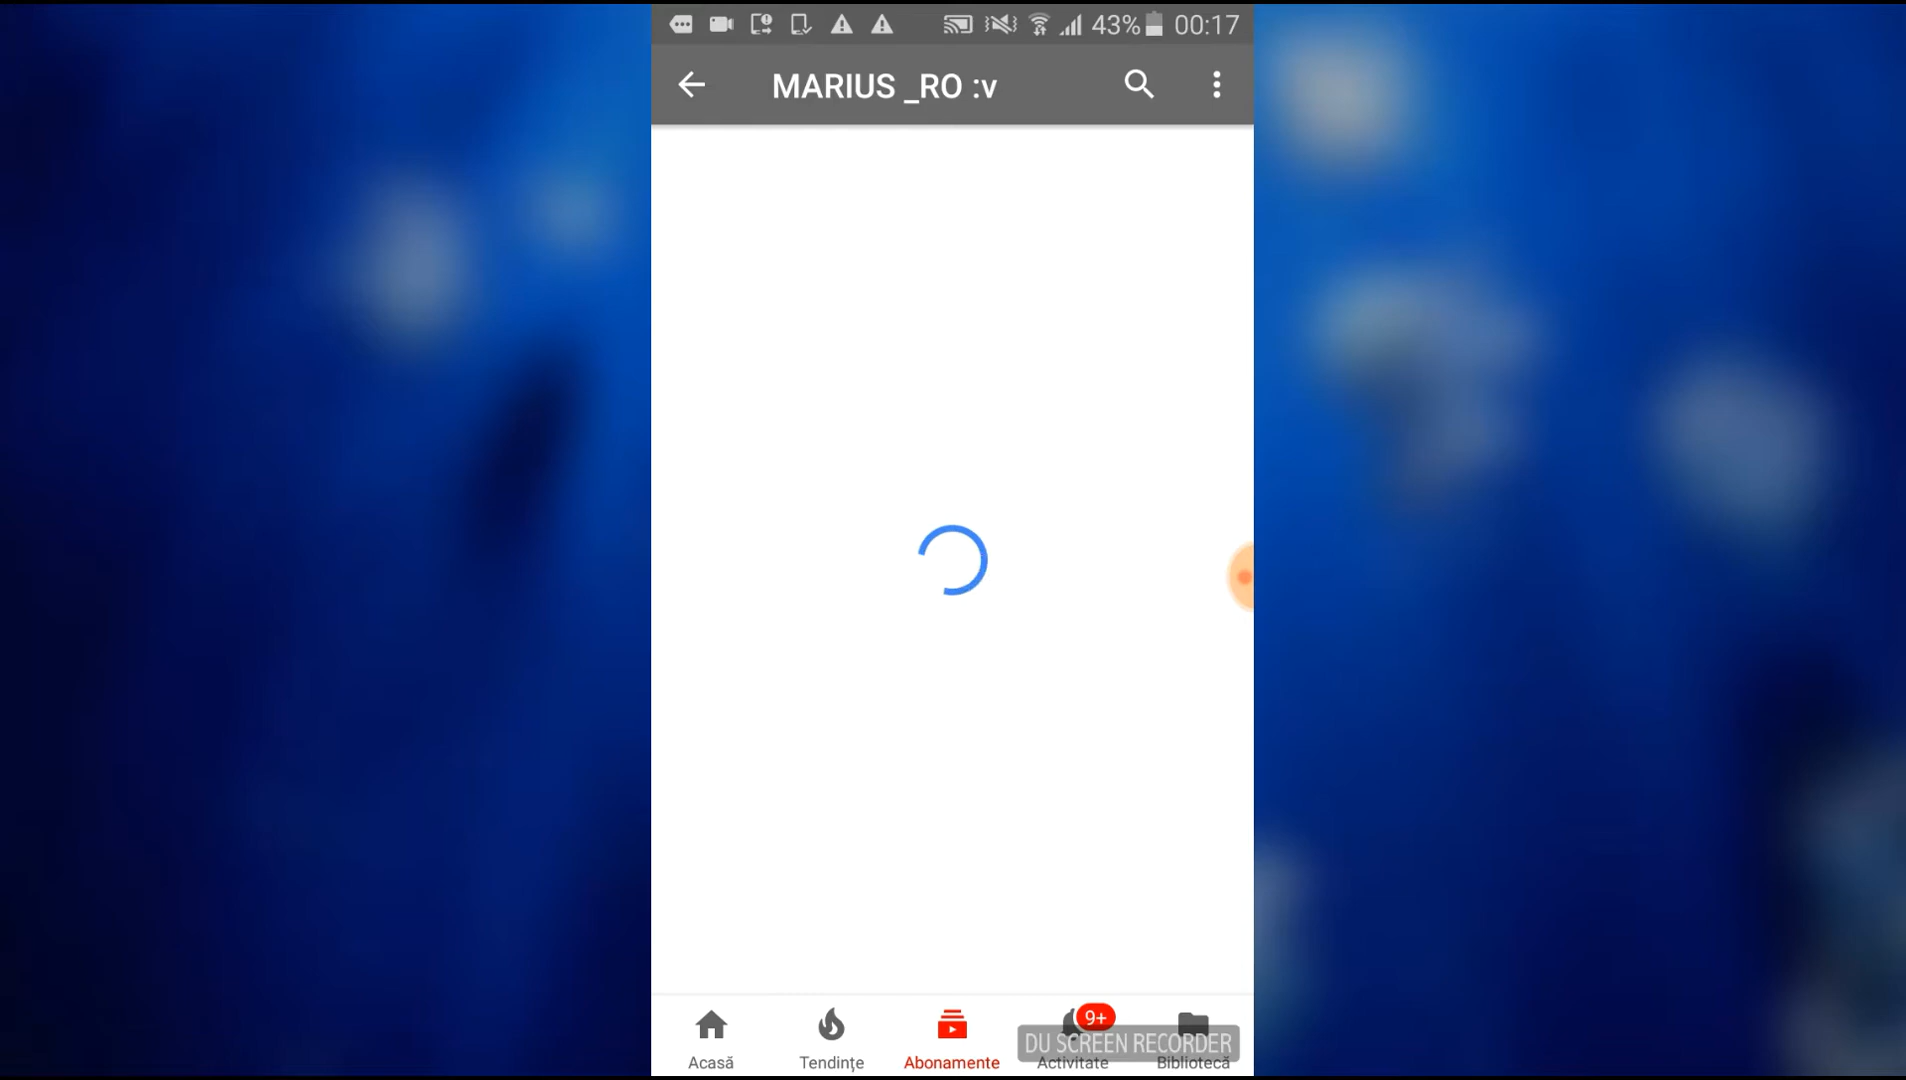 43% 00:17
MARIUS _RO :v
9+
DU SCREEN RECORDER
Acasă Tendințe Abonamente Activitate Bibliotecă